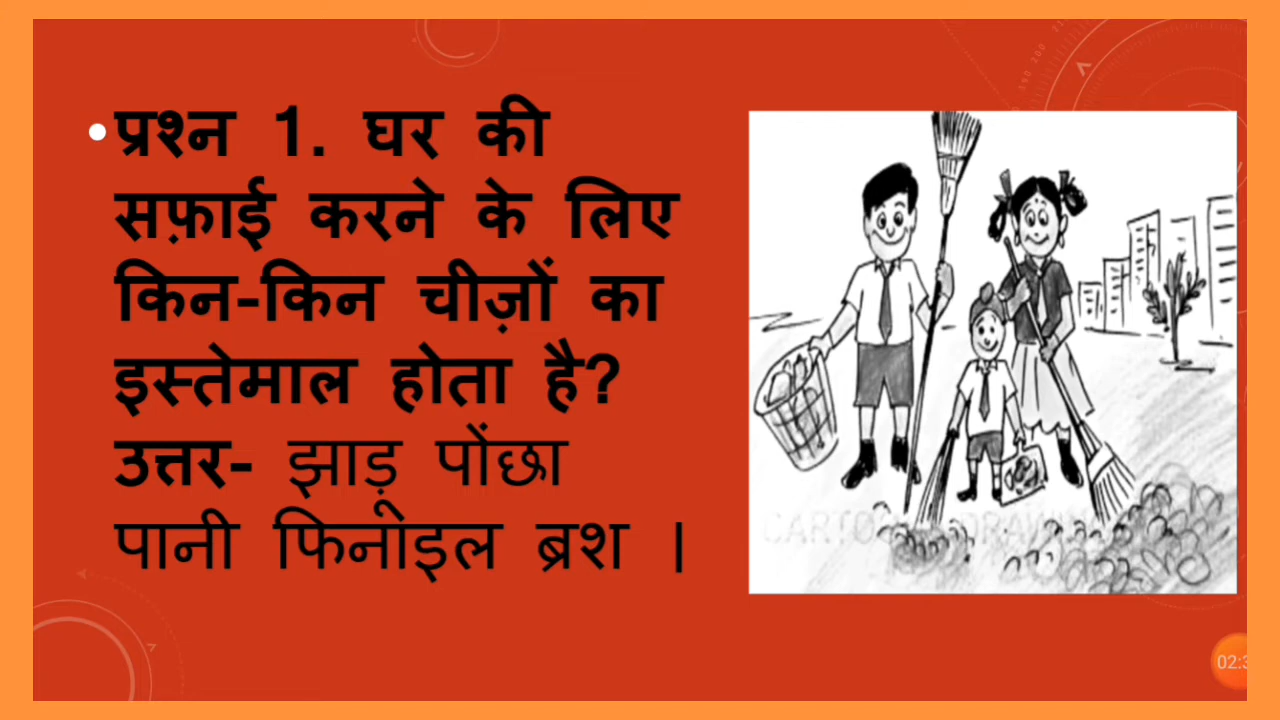 प्रश्न 1. घर की
सफ़ाई करने के लिए
किन-किन चीज़ों का
इस्तेमाल होता है?
उत्तर- झाड़ू पोंछा
पानी फिनाइल ब्रश ।